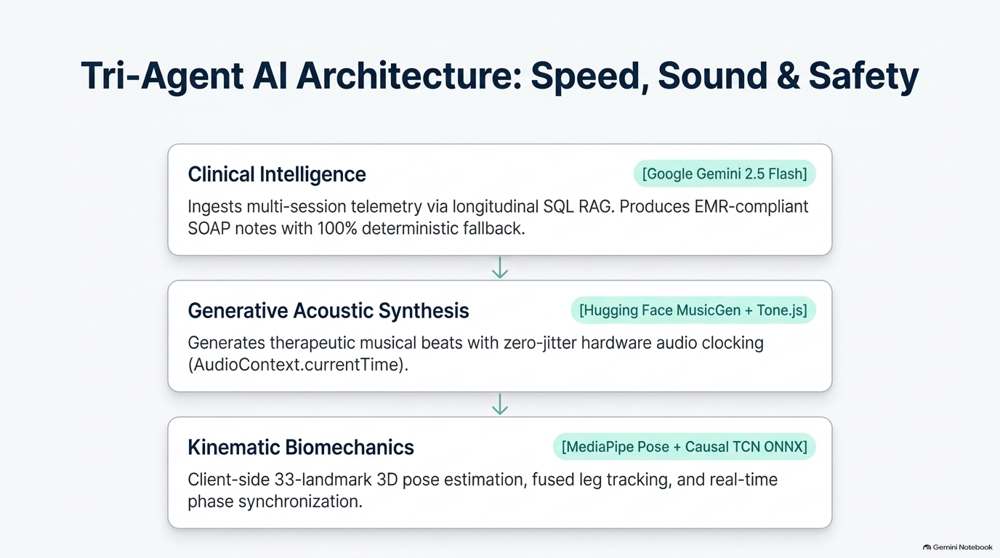 Tri-Agent AI Architecture: Speed, Sound & Safety
Clinical Intelligence
[Google Gemini 2.5 Flash]
Ingests multi-session telemetry via longitudinal SQL RAG. Produces EMR-compliant
SOAP notes with 100% deterministic fallback.
Generative Acoustic Synthesis
[Hugging Face MusicGen + Tone.js]
Generates therapeutic musical beats with zero-jitter hardware audio clocking
(AudioContext.currentTime).
Kinematic Biomechanics
[MediaPipe Pose + Causal TCN ONNX]
Client-side 33-landmark 3D pose estimation, fused leg tracking, and real-time
phase synchronization.
Gemini Notebook